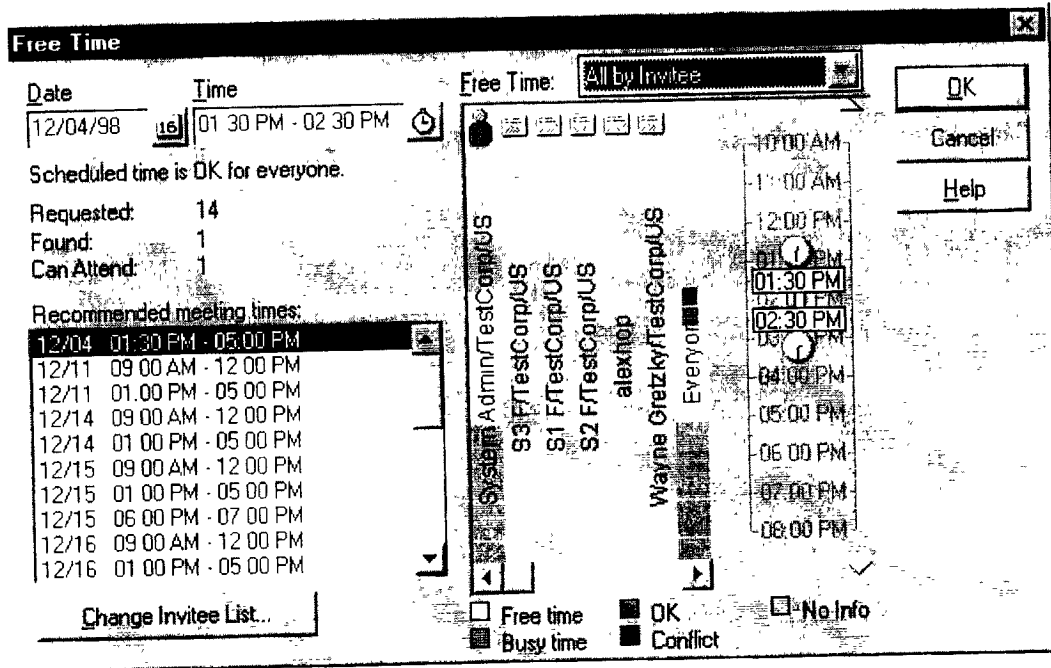 Free Time
Date
Time
12/04/98
16
01 30 PM - 02 30 PM
Scheduled time is OK for everyone.
Requested: 14
Found: 1
Can Attend: 1
Recommended meeting times:
12/04 01:30 PM - 05:00 PM
12/11 09 00 AM - 12 00 PM
12/11 01.00 PM - 05 00 PM
12/14 09 00 AM - 12 00 PM
12/14 01 00 PM - 05 00 PM
12/15 09 00 AM - 12 00 PM
12/15 01 00 PM - 05 00 PM
12/15 06 00 PM - 07 00 PM
12/16 09 00 AM - 12 00 PM
12/16 01 00 PM - 05 00 PM
Change Invitee List...
Free Time:
All by Invitee
System Admin/TestCorp/US
S3 F/TestCorp/US
S1 F/TestCorp/US
S2 F/TestCorp/US
alexhop
Wayne Gretzky/TestCorp/US
Everyone
10:00 AM
11:00 AM
12:00 PM
01:30 PM
02:30 PM
04:00 PM
05:00 PM
06 00 PM
07:00 PM
08:00 PM
Free time
Busy time
OK
Conflict
No Info
OK
Cancel
Help